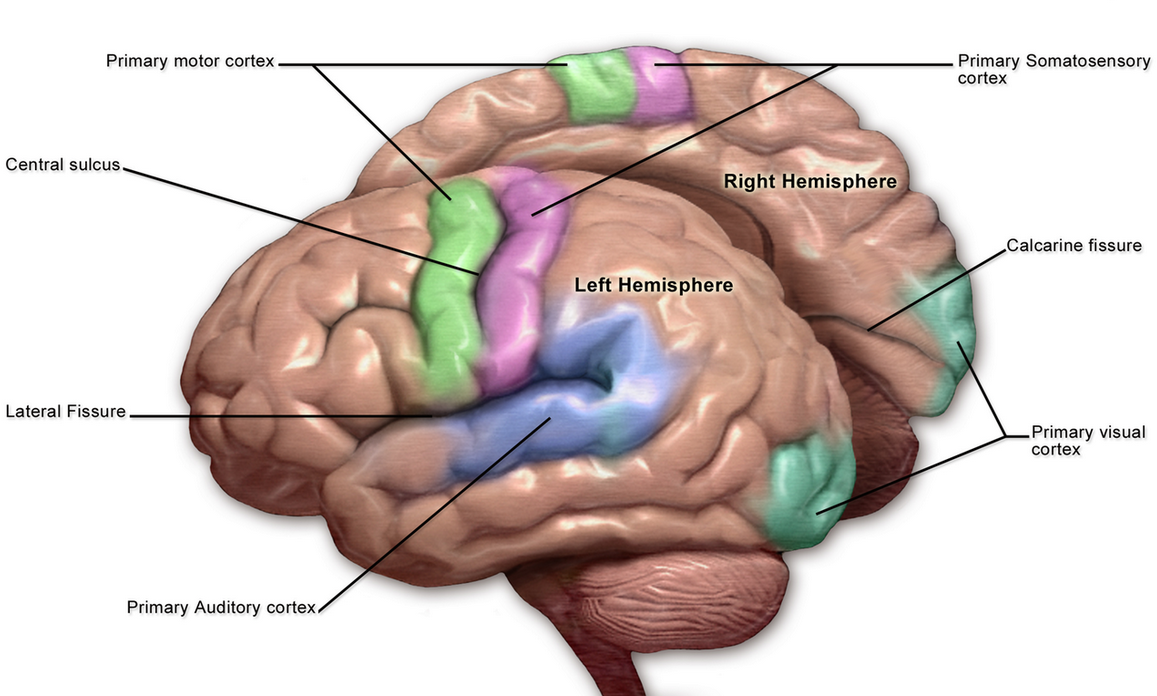 Primary motor cortex
Primary Somatosensory
cortex
Central sulcus
Right Hemisphere
Calcarine fissure
Left Hemisphere
Lateral Fissure
Primary visual
cortex
Primary Auditory cortex